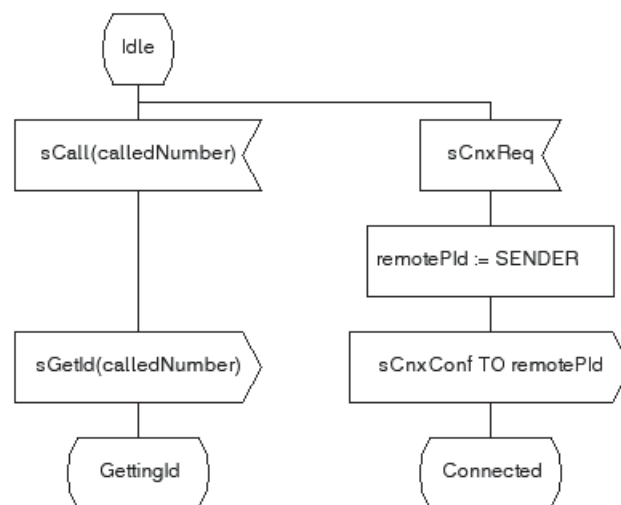 Idle
sCall(calledNumber)
sCnxReq
remotePId := SENDER
sGetId(calledNumber)
sCnxConf TO remotePId
GettingId
Connected